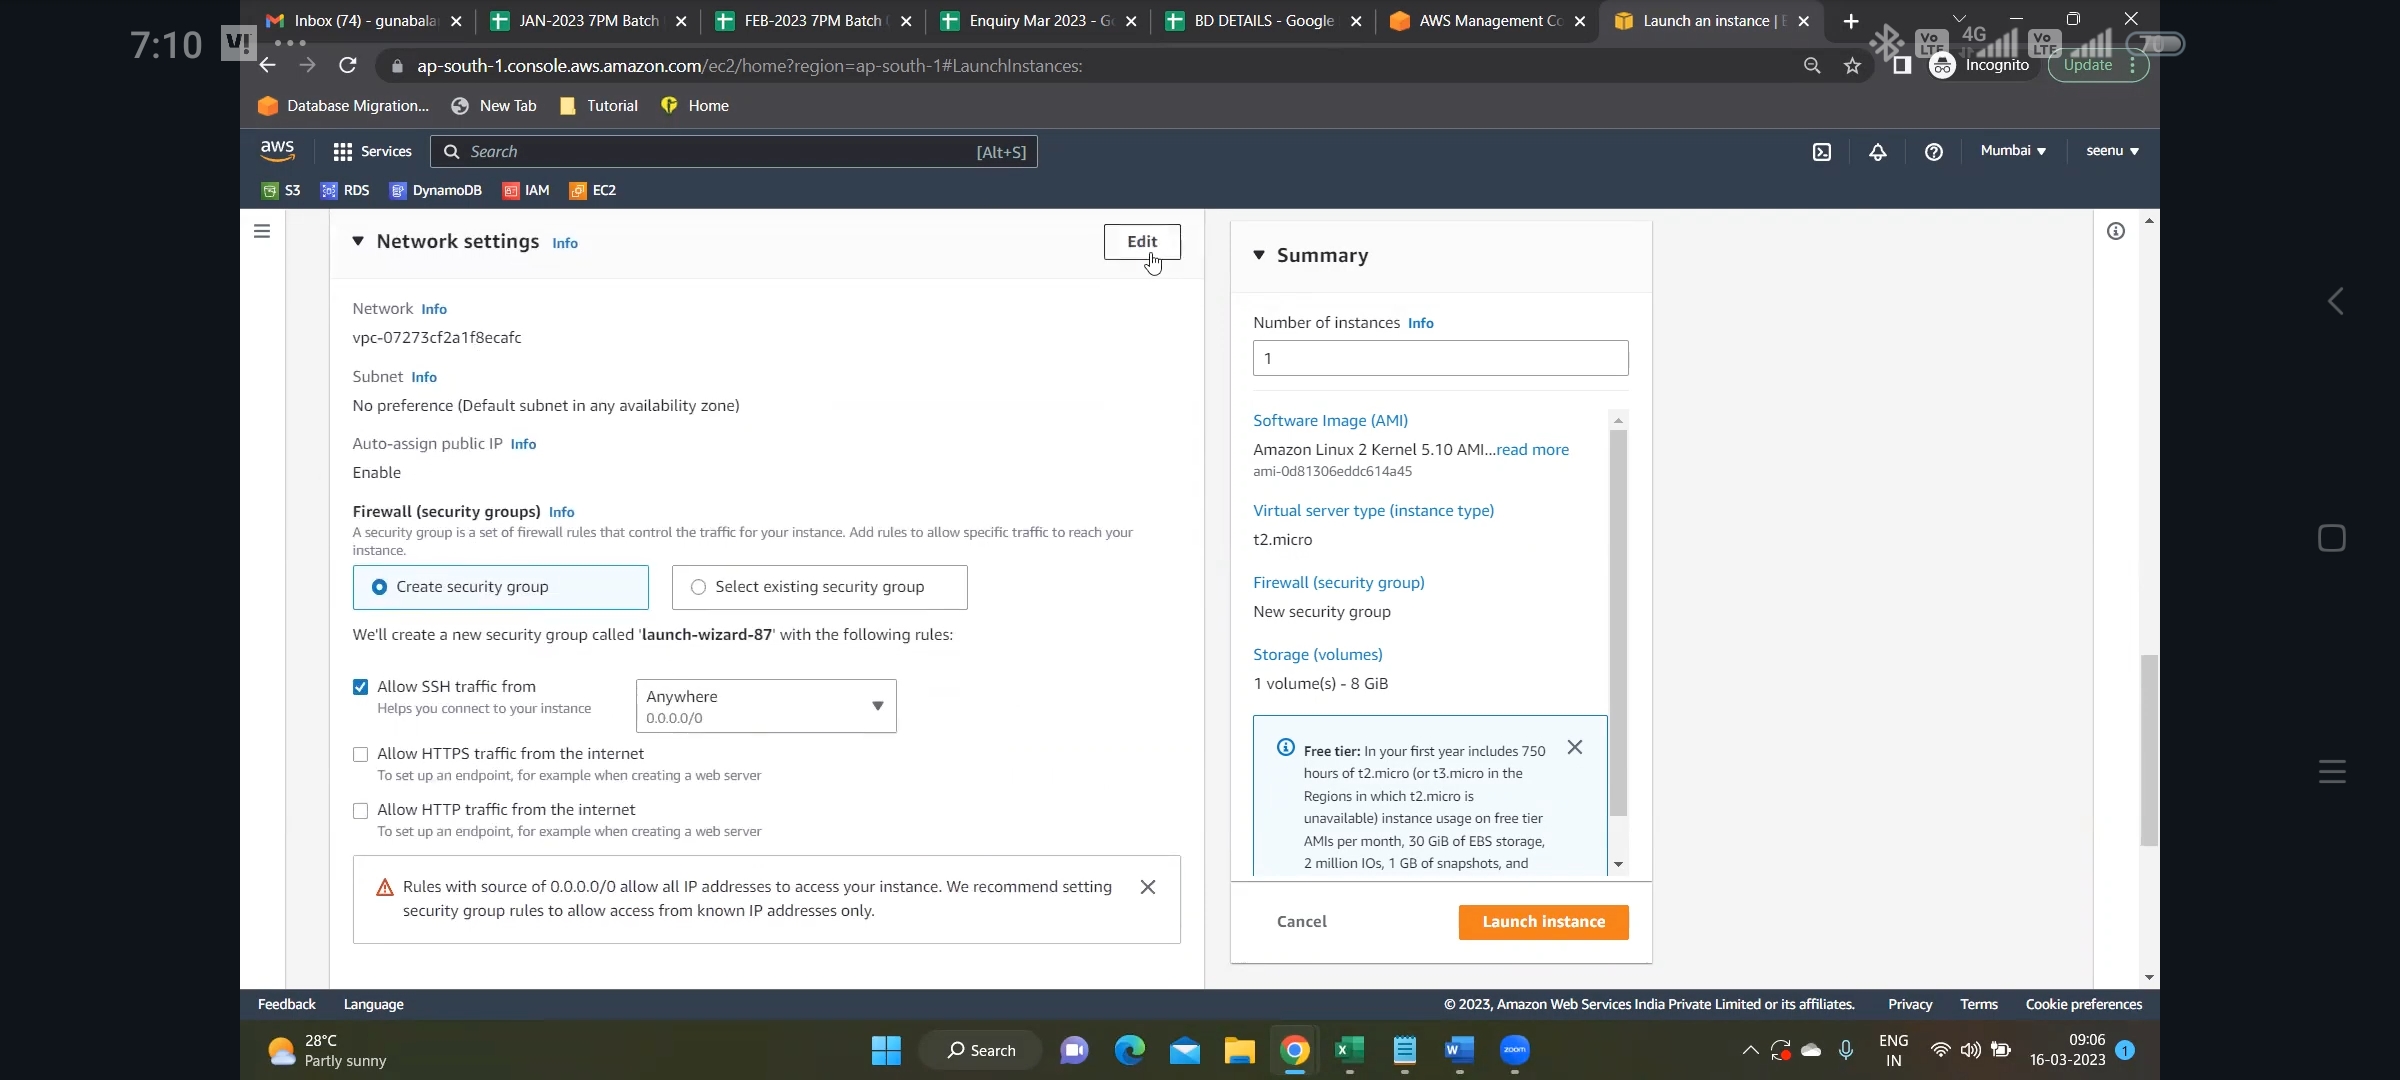 7:10
V!
...
Inbox (74) - gunabala
JAN-2023 7PM Batch
FEB-2023 7PM Batch
Enquiry Mar 2023 - G
BD DETAILS - Google
AWS Management Co
Launch an instance | E
Vo LTE
4G
Vo LTE
70
ap-south-1.console.aws.amazon.com/ec2/home?region=ap-south-1#LaunchInstances:
Incognito
Update
Database Migration...
New Tab
Tutorial
Home
aws
Services
Search
[Alt+S]
Mumbai
seenu
S3
RDS
DynamoDB
IAM
EC2
Network settings Info
Edit
Network Info
vpc-07273cf2a1f8ecafc
Subnet Info
No preference (Default subnet in any availability zone)
Auto-assign public IP Info
Enable
Firewall (security groups) Info
A security group is a set of firewall rules that control the traffic for your instance. Add rules to allow specific traffic to reach your
instance.
Create security group
Select existing security group
We'll create a new security group called 'launch-wizard-87' with the following rules:
Allow SSH traffic from
Helps you connect to your instance
Anywhere
0.0.0.0/0
Allow HTTPS traffic from the internet
To set up an endpoint, for example when creating a web server
Allow HTTP traffic from the internet
To set up an endpoint, for example when creating a web server
Rules with source of 0.0.0.0/0 allow all IP addresses to access your instance. We recommend setting
security group rules to allow access from known IP addresses only.
Summary
Number of instances Info
1
Software Image (AMI)
Amazon Linux 2 Kernel 5.10 AMI...read more
ami-0d81306eddc614a45
Virtual server type (instance type)
t2.micro
Firewall (security group)
New security group
Storage (volumes)
1 volume(s) - 8 GiB
Free tier: In your first year includes 750
hours of t2.micro (or t3.micro in the
Regions in which t2.micro is
unavailable) instance usage on free tier
AMIs per month, 30 GiB of EBS storage,
2 million IOs, 1 GB of snapshots, and
Cancel
Launch instance
Feedback
Language
© 2023, Amazon Web Services India Private Limited or its affiliates.
Privacy
Terms
Cookie preferences
28°C
Partly sunny
Search
zoom
ENG
IN
09:06
16-03-2023
1